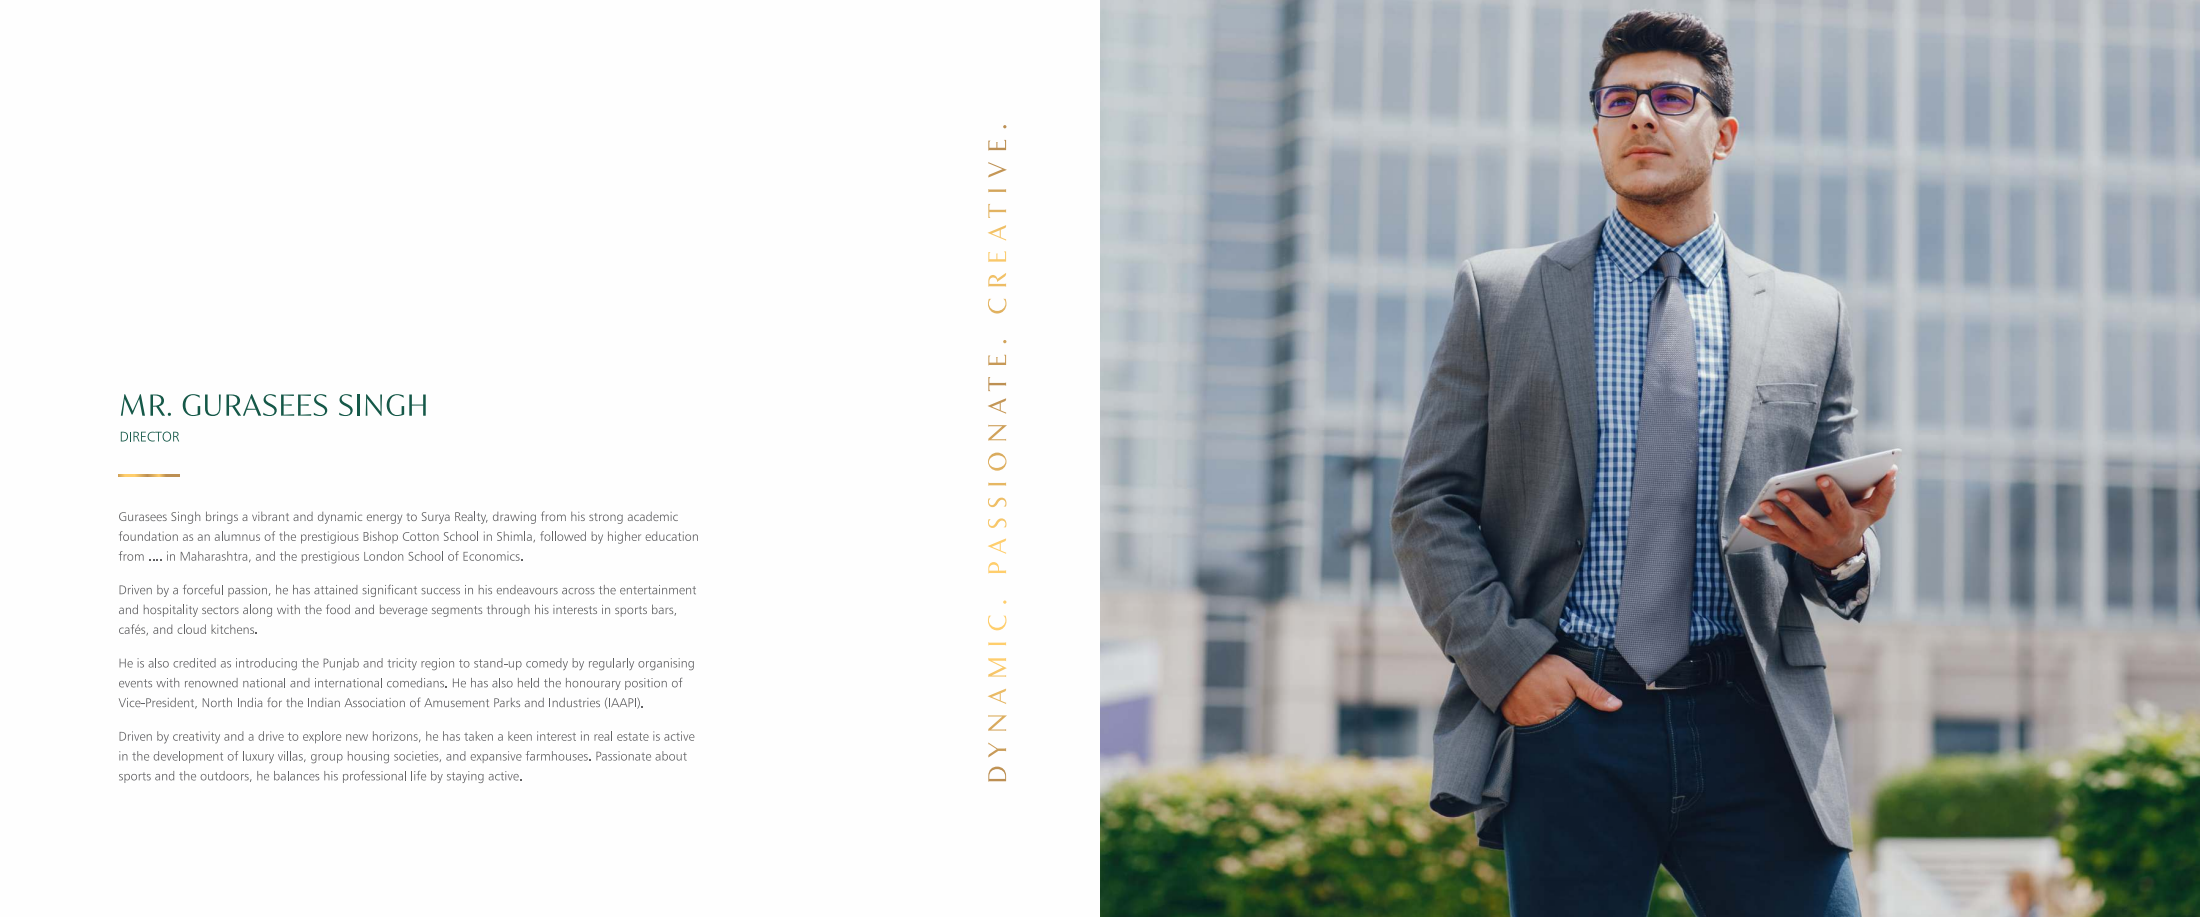 MR. GURASEES SINGH
DIRECTOR
Gurasees Singh brings a vibrant and dynamic energy to Surya Realty, drawing from his strong academic
foundation as an alumnus of the prestigious Bishop Cotton School in Shimla, followed by higher education
from .... in Maharashtra, and the prestigious London School of Economics.
Driven by a forceful passion, he has attained significant success in his endeavours across the entertainment
and hospitality sectors along with the food and beverage segments through his interests in sports bars,
cafés, and cloud kitchens.
He is also credited as introducing the Punjab and tricity region to stand-up comedy by regularly organising
events with renowned national and international comedians. He has also held the honourary position of
Vice-President, North India for the Indian Association of Amusement Parks and Industries (IAAPI).
Driven by creativity and a drive to explore new horizons, he has taken a keen interest in real estate is active
in the development of luxury villas, group housing societies, and expansive farmhouses. Passionate about
sports and the outdoors, he balances his professional life by staying active.
DYNAMIC. PASSIONATE. CREATIVE.